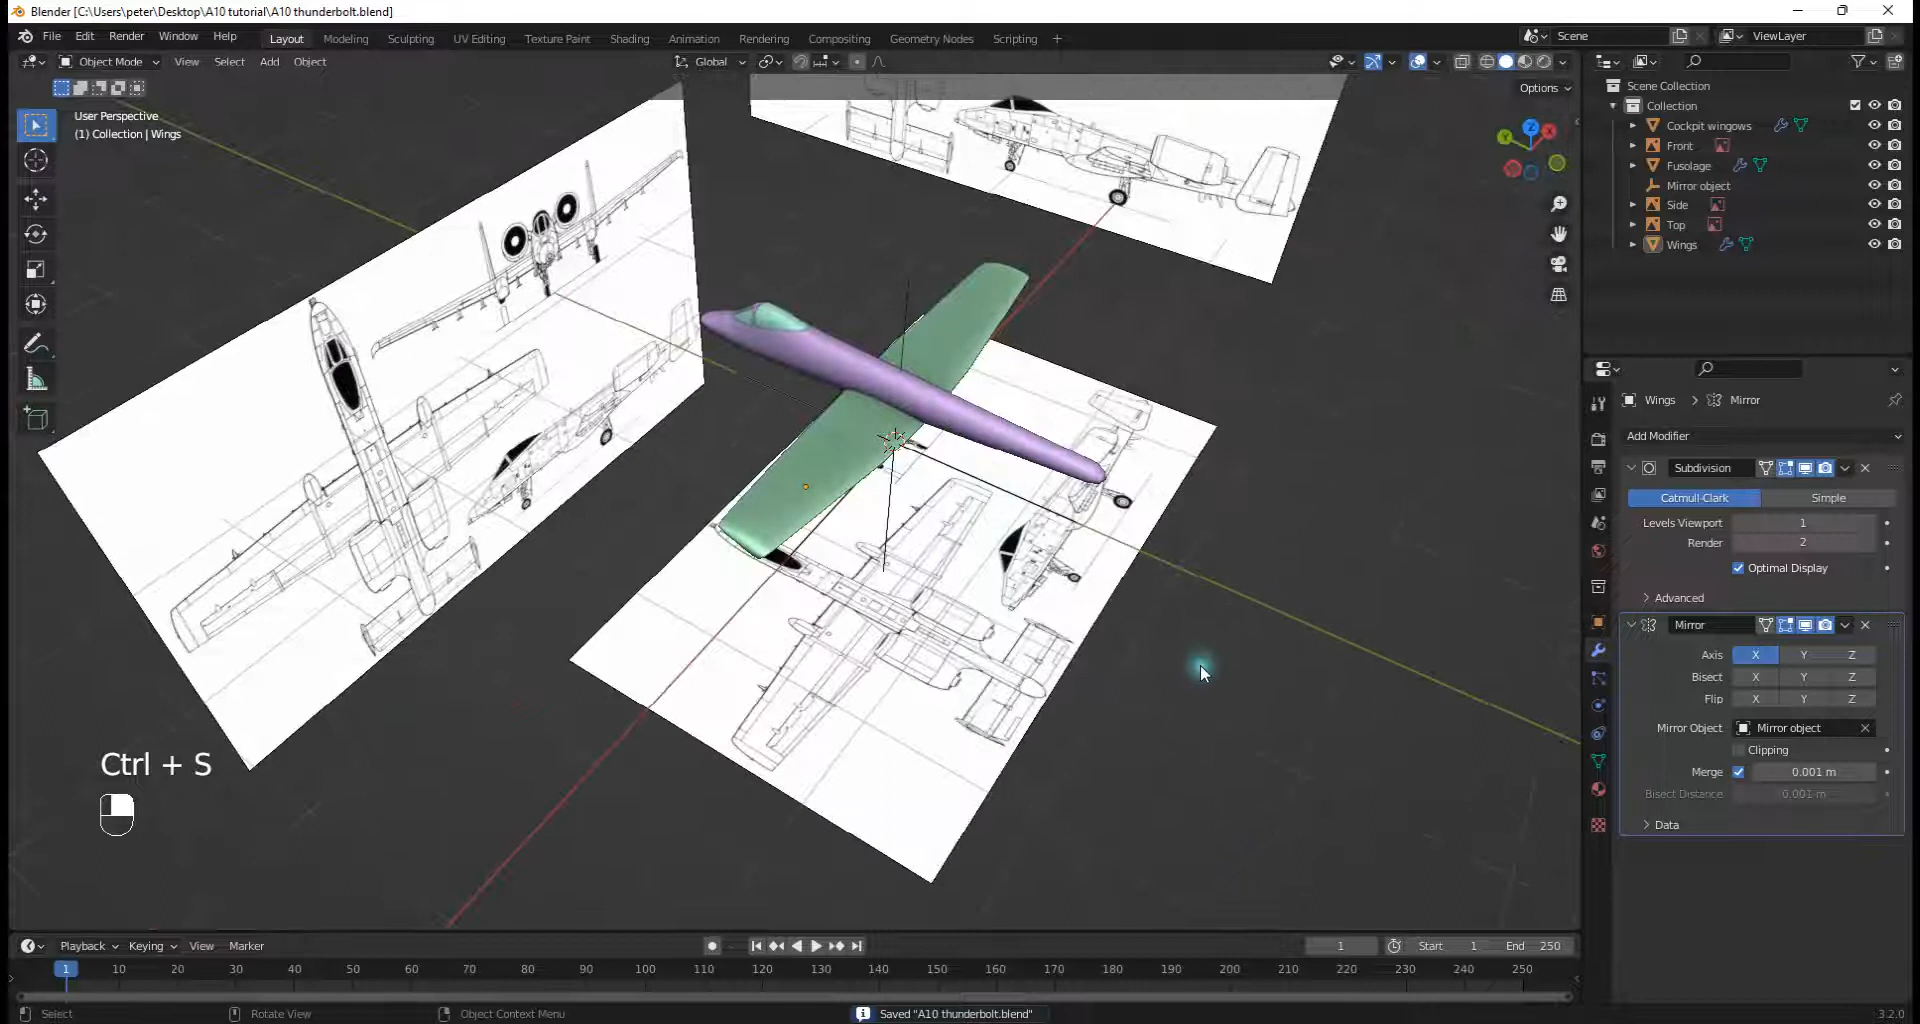 Blender [C:\Users\peter\Desktop\A10 tutorial\A10 thunderbolt.blend]
File Edit Render Window Help
Layout Modeling Sculpting UV Editing Texture Paint Shading Animation Rendering Compositing Geometry Nodes Scripting +
Scene
ViewLayer
Object Mode View Select Add Object
Global
Options
User Perspective
(1) Collection | Wings
Z
X
Y
Scene Collection
Collection
Cockpit wingows
Front
Fusolage
Mirror object
Side
Top
Wings
Wings > Mirror
Add Modifier
Subdivision
Catmull-Clark Simple
Levels Viewport 1
Render 2
Optimal Display
Advanced
Mirror
Axis X Y Z
Bisect X Y Z
Flip X Y Z
Mirror Object Mirror object
Clipping
Merge 0.001 m
Bisect Distance 0.001 m
Data
Ctrl + S
Playback Keying View Marker
1 Start 1 End 250
1 10 20 30 40 50 60 70 80 90 100 110 120 130 140 150 160 170 180 190 200 210 220 230 240 250
Select Rotate View Object Context Menu
Saved "A10 thunderbolt.blend"
3.2.0